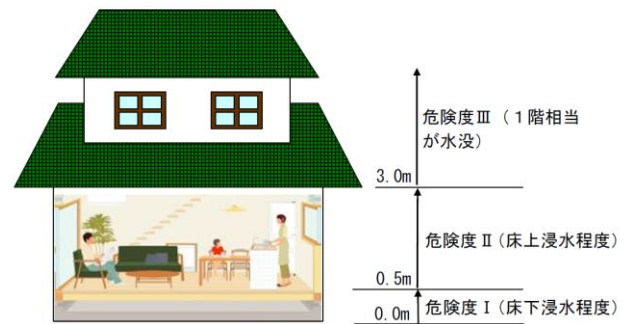 危険度Ⅲ（１階相当
が水没）
3.0m
危険度Ⅱ（床上浸水程度）
0.5m
危険度Ⅰ（床下浸水程度）
0.0m